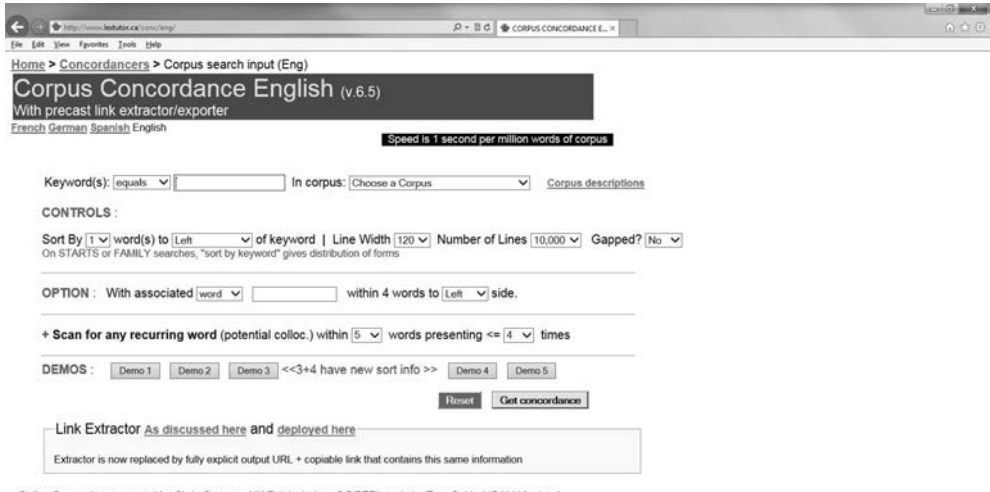 http://www.lextutor.ca/conc/eng/
CORPUS CONCORDANCE E...
File Edit View Favorites Tools Help
Home > Concordancers > Corpus search input (Eng)
Corpus Concordance English (v.6.5)
With precast link extractor/exporter
French German Spanish English
Speed is 1 second per million words of corpus
Keyword(s): equals In corpus: Choose a Corpus Corpus descriptions
CONTROLS :
Sort By 1 word(s) to Left of keyword | Line Width 120 Number of Lines 10,000 Gapped? No
On STARTS or FAMILY searches, "sort by keyword" gives distribution of forms
OPTION : With associated word within 4 words to Left side.
+ Scan for any recurring word (potential colloc.) within 5 words presenting <= 4 times
DEMOS : Demo 1 Demo 2 Demo 3 <<3+4 have new sort info >> Demo 4 Demo 5
Reset Get concordance
Link Extractor As discussed here and deployed here
Extractor is now replaced by fully explicit output URL + copiable link that contains this same information